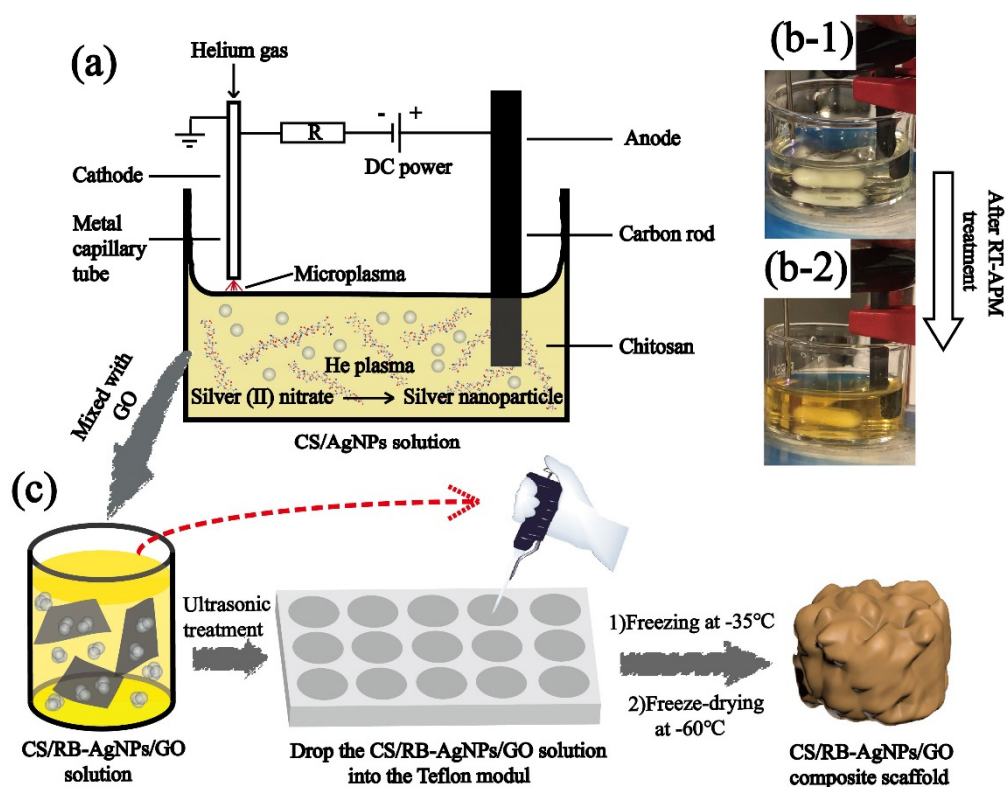 (a)
Helium gas
R
-
+
DC power
Cathode
Anode
Metal
capillary
tube
Carbon rod
Microplasma
He plasma
Chitosan
Silver (II) nitrate
Silver nanoparticle
CS/AgNPs solution
(b-1)
After RT-APM
treatment
(b-2)
Mixed with
GO
(c)
Ultrasonic
treatment
1)Freezing at -35°C
2)Freeze-drying
at -60°C
CS/RB-AgNPs/GO
solution
Drop the CS/RB-AgNPs/GO solution
into the Teflon modul
CS/RB-AgNPs/GO
composite scaffold